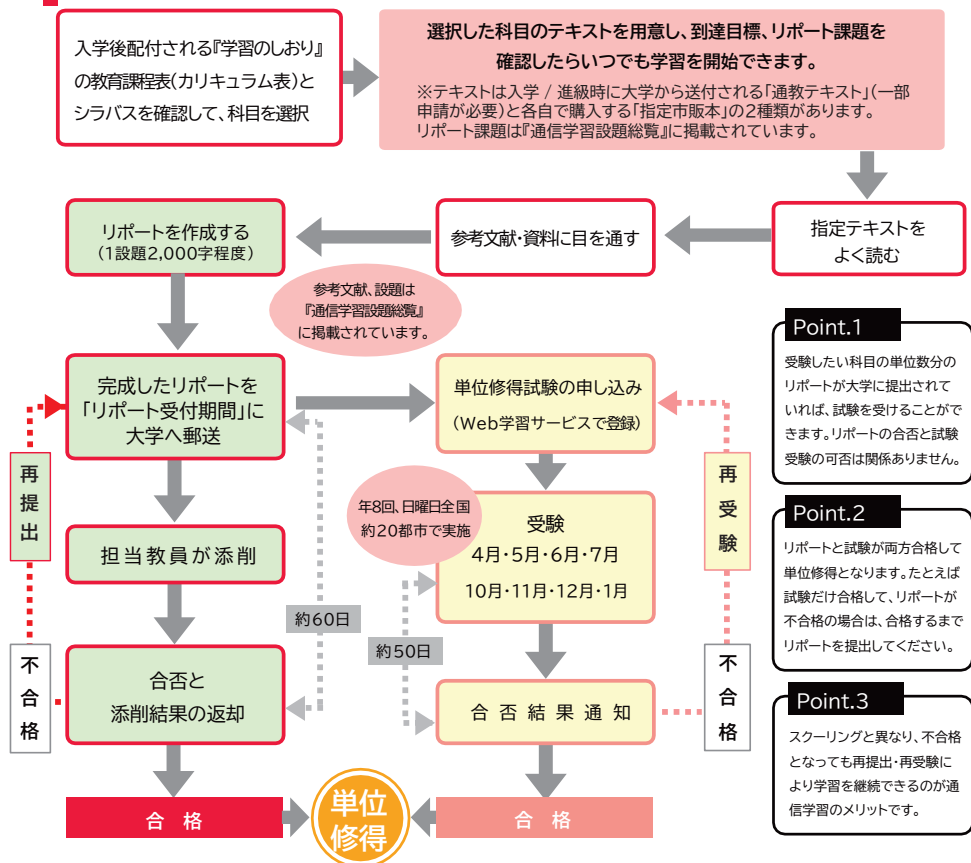 入学後配付される『学習のしおり』
の教育課程表(カリキュラム表)と
シラバスを確認して、科目を選択
選択した科目のテキストを用意し、到達目標、リポート課題を
確認したらいつでも学習を開始できます。
※テキストは入学 / 進級時に大学から送付される「通教テキスト」(一部
申請が必要)と各自で購入する「指定市販本」の2種類があります。
リポート課題は『通信学習設題総覧』に掲載されています。
指定テキストを
よく読む
参考文献・資料に目を通す
リポートを作成する
(1設題2,000字程度)
参考文献、設題は
『通信学習設題総覧』
に掲載されています。
完成したリポートを
「リポート受付期間」に
大学へ郵送
単位修得試験の申し込み
(Web学習サービスで登録)
再提出
再受験
年8回、日曜日全国
約20都市で実施
受験
4月・5月・6月・7月
10月・11月・12月・1月
担当教員が添削
約60日
約50日
不合格
合否と
添削結果の返却
合否結果通知
不合格
合格
単位
修得
合格
Point.1
受験したい科目の単位数分の
リポートが大学に提出されて
いれば、試験を受けることがで
きます。リポートの合否と試験
受験の可否は関係ありません。
Point.2
リポートと試験が両方合格して
単位修得となります。たとえば
試験だけ合格して、リポートが
不合格の場合は、合格するまで
リポートを提出してください。
Point.3
スクーリングと異なり、不合格
となっても再提出・再受験に
より学習を継続できるのが通
信学習のメリットです。